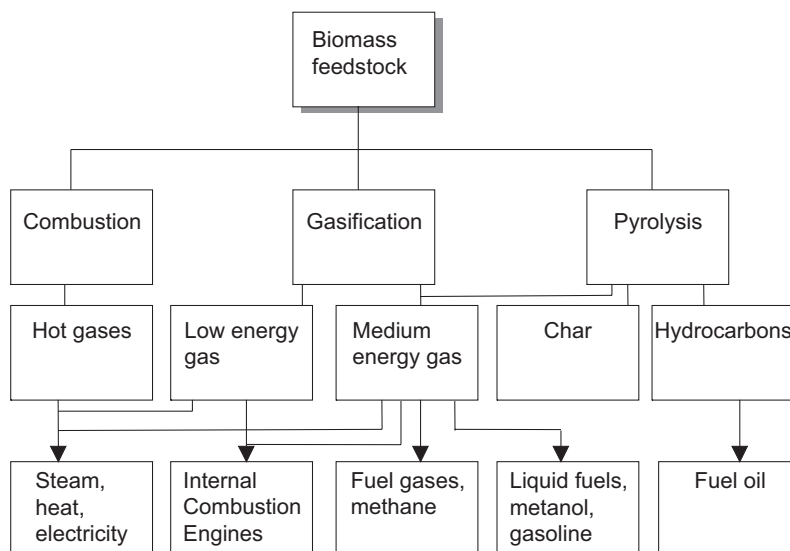 Biomass
feedstock
Combustion
Gasification
Pyrolysis
Hot gases
Low energy
gas
Medium
energy gas
Char
Hydrocarbons
Steam,
heat,
electricity
Internal
Combustion
Engines
Fuel gases,
methane
Liquid fuels,
metanol,
gasoline
Fuel oil